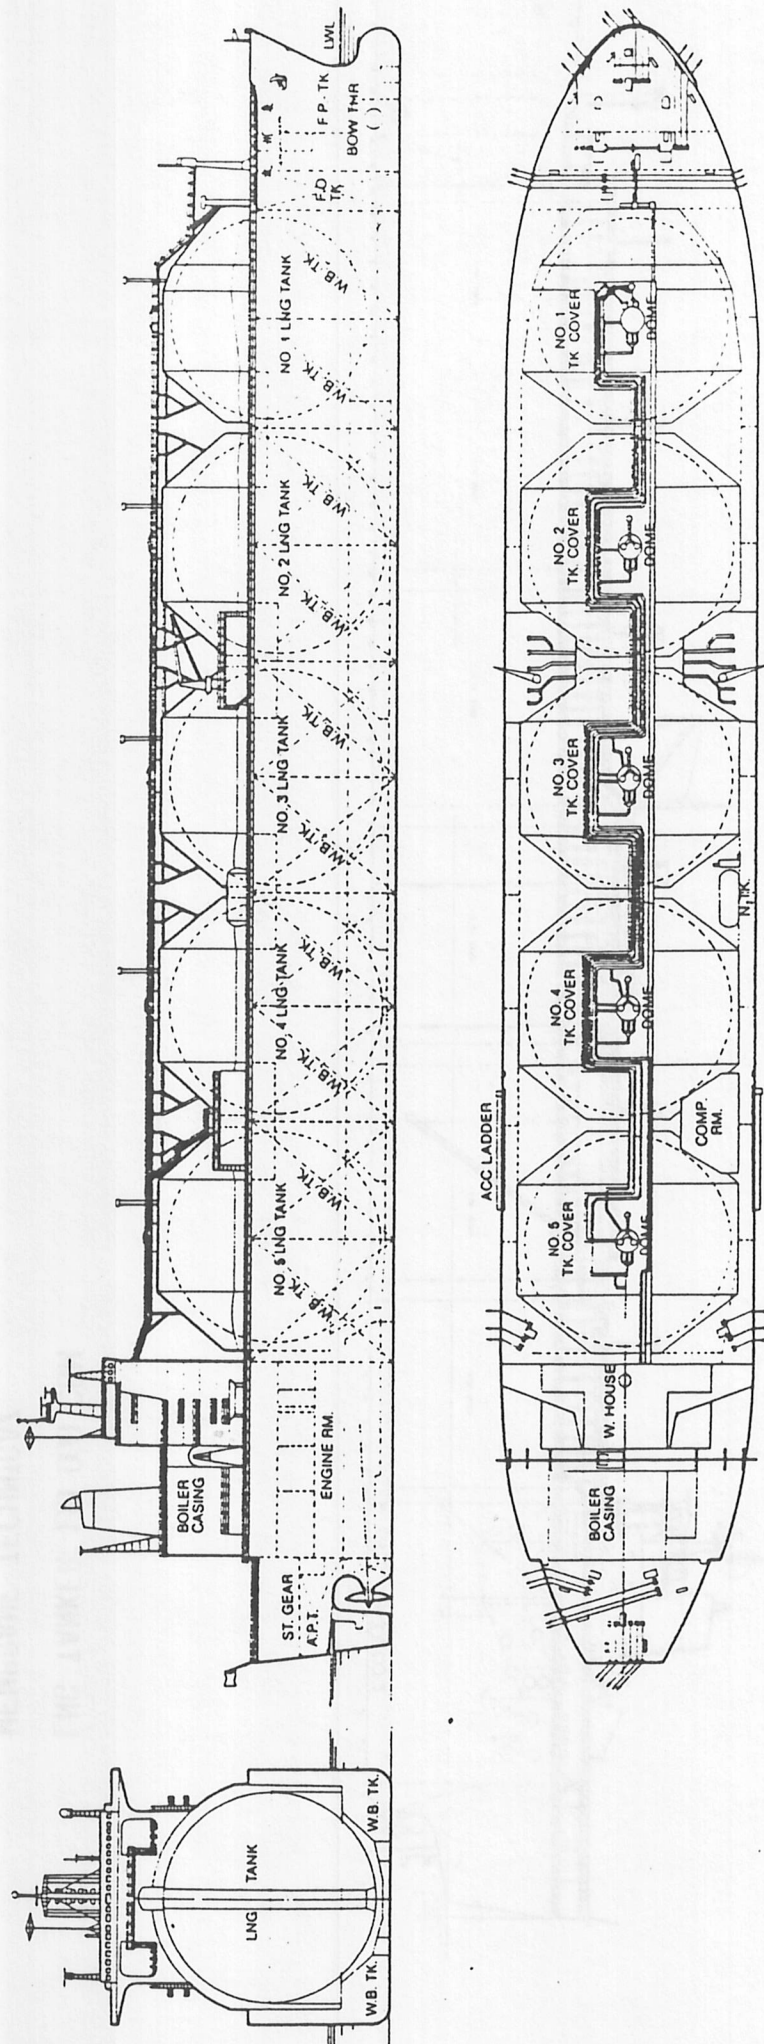 LWL
F.P. TK
BOW THR
F.O
TK
NO. 1 LNG TANK
W.B. TK
W.B. TK
NO. 2 LNG TANK
W.B. TK
W.B. TK
NO. 3 LNG TANK
W.B. TK
W.B. TK
NO. 4 LNG TANK
W.B. TK
W.B. TK
NO. 5 LNG TANK
W.B. TK
W.B. TK
ENGINE RM.
BOILER
CASING
ST. GEAR
A.P.T.
NO. 1
TK COVER
DOME
NO. 2
TK. COVER
DOME
NO. 3
TK. COVER
DOME
N₂ TK.
NO. 4
TK. COVER
DOME
ACC LADDER
COMP.
RM.
NO. 5
TK. COVER
DOME
W. HOUSE
BOILER
CASING
LNG TANK
W.B. TK.
W.B. TK.